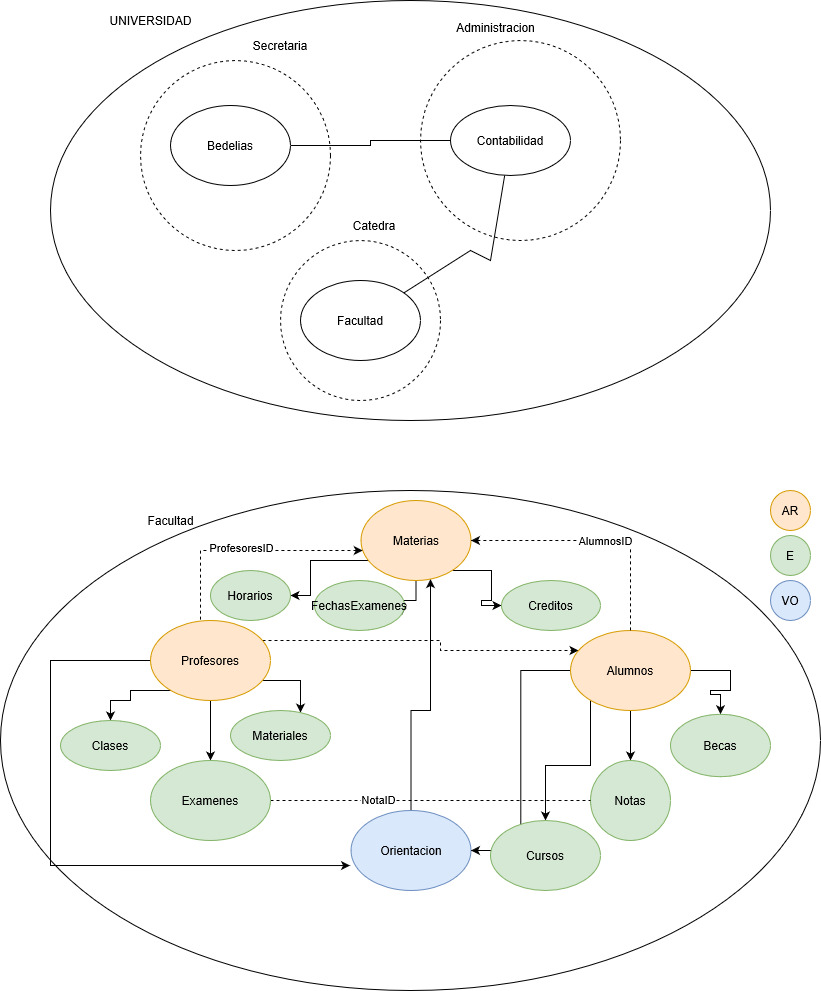 UNIVERSIDAD
Administracion
Secretaria
Bedelias
Contabilidad
Catedra
Facultad
Facultad
AR
Materias
ProfesoresID
AlumnosID
E
Horarios
FechasExamenes
Creditos
VO
Profesores
Alumnos
Clases
Materiales
Becas
Examenes
NotaID
Notas
Orientacion
Cursos